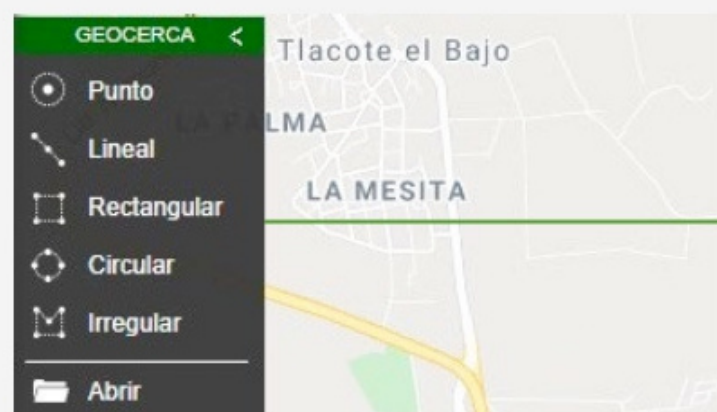 GEOCERCA <
Tlacote el Bajo
Punto
LA PALMA
Lineal
LA MESITA
Rectangular
Circular
Irregular
Abrir